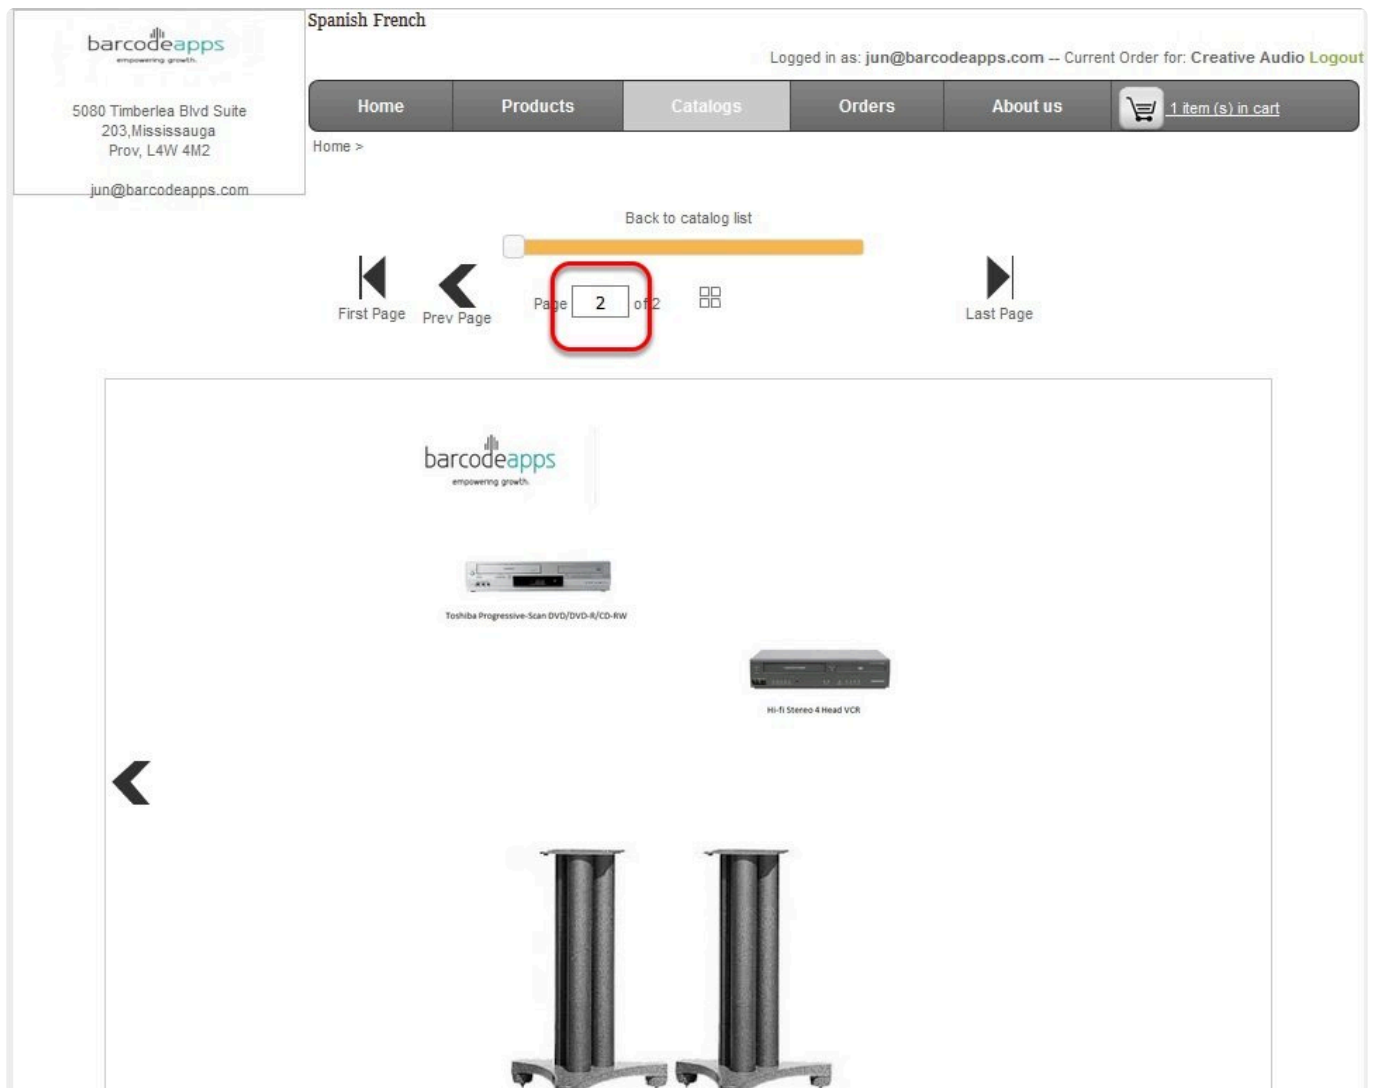 barcodeapps
empowering growth.
5080 Timberlea Blvd Suite
203,Mississauga
Prov, L4W 4M2
jun@barcodeapps.com
Spanish French
Logged in as: jun@barcodeapps.com -- Current Order for: Creative Audio Logout
Home Products Catalogs Orders About us 1 item (s) in cart
Home >
Back to catalog list
First Page Prev Page Page 2 of 2 Last Page
barcodeapps
empowering growth.
Toshiba Progressive-Scan DVD/DVD-R/CD-RW
Hi-fi Stereo 4 Head VCR